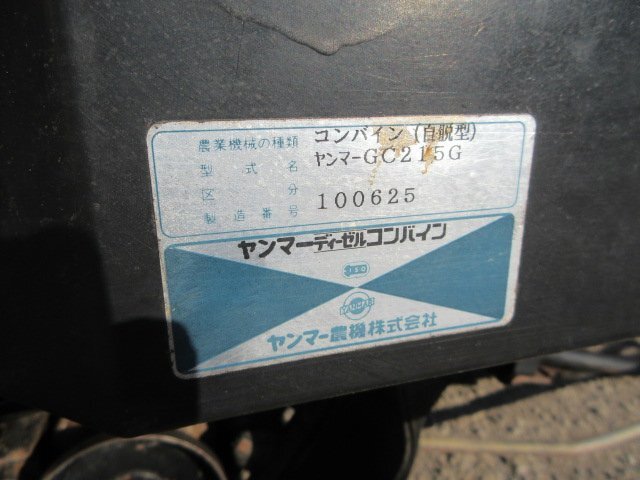 農業機械の種類 コンバイン(自脱型)
型式名 ヤンマーGC215G
区分
製造番号 100625
ヤンマーディーゼルコンバイン
ヤンマー農機株式会社